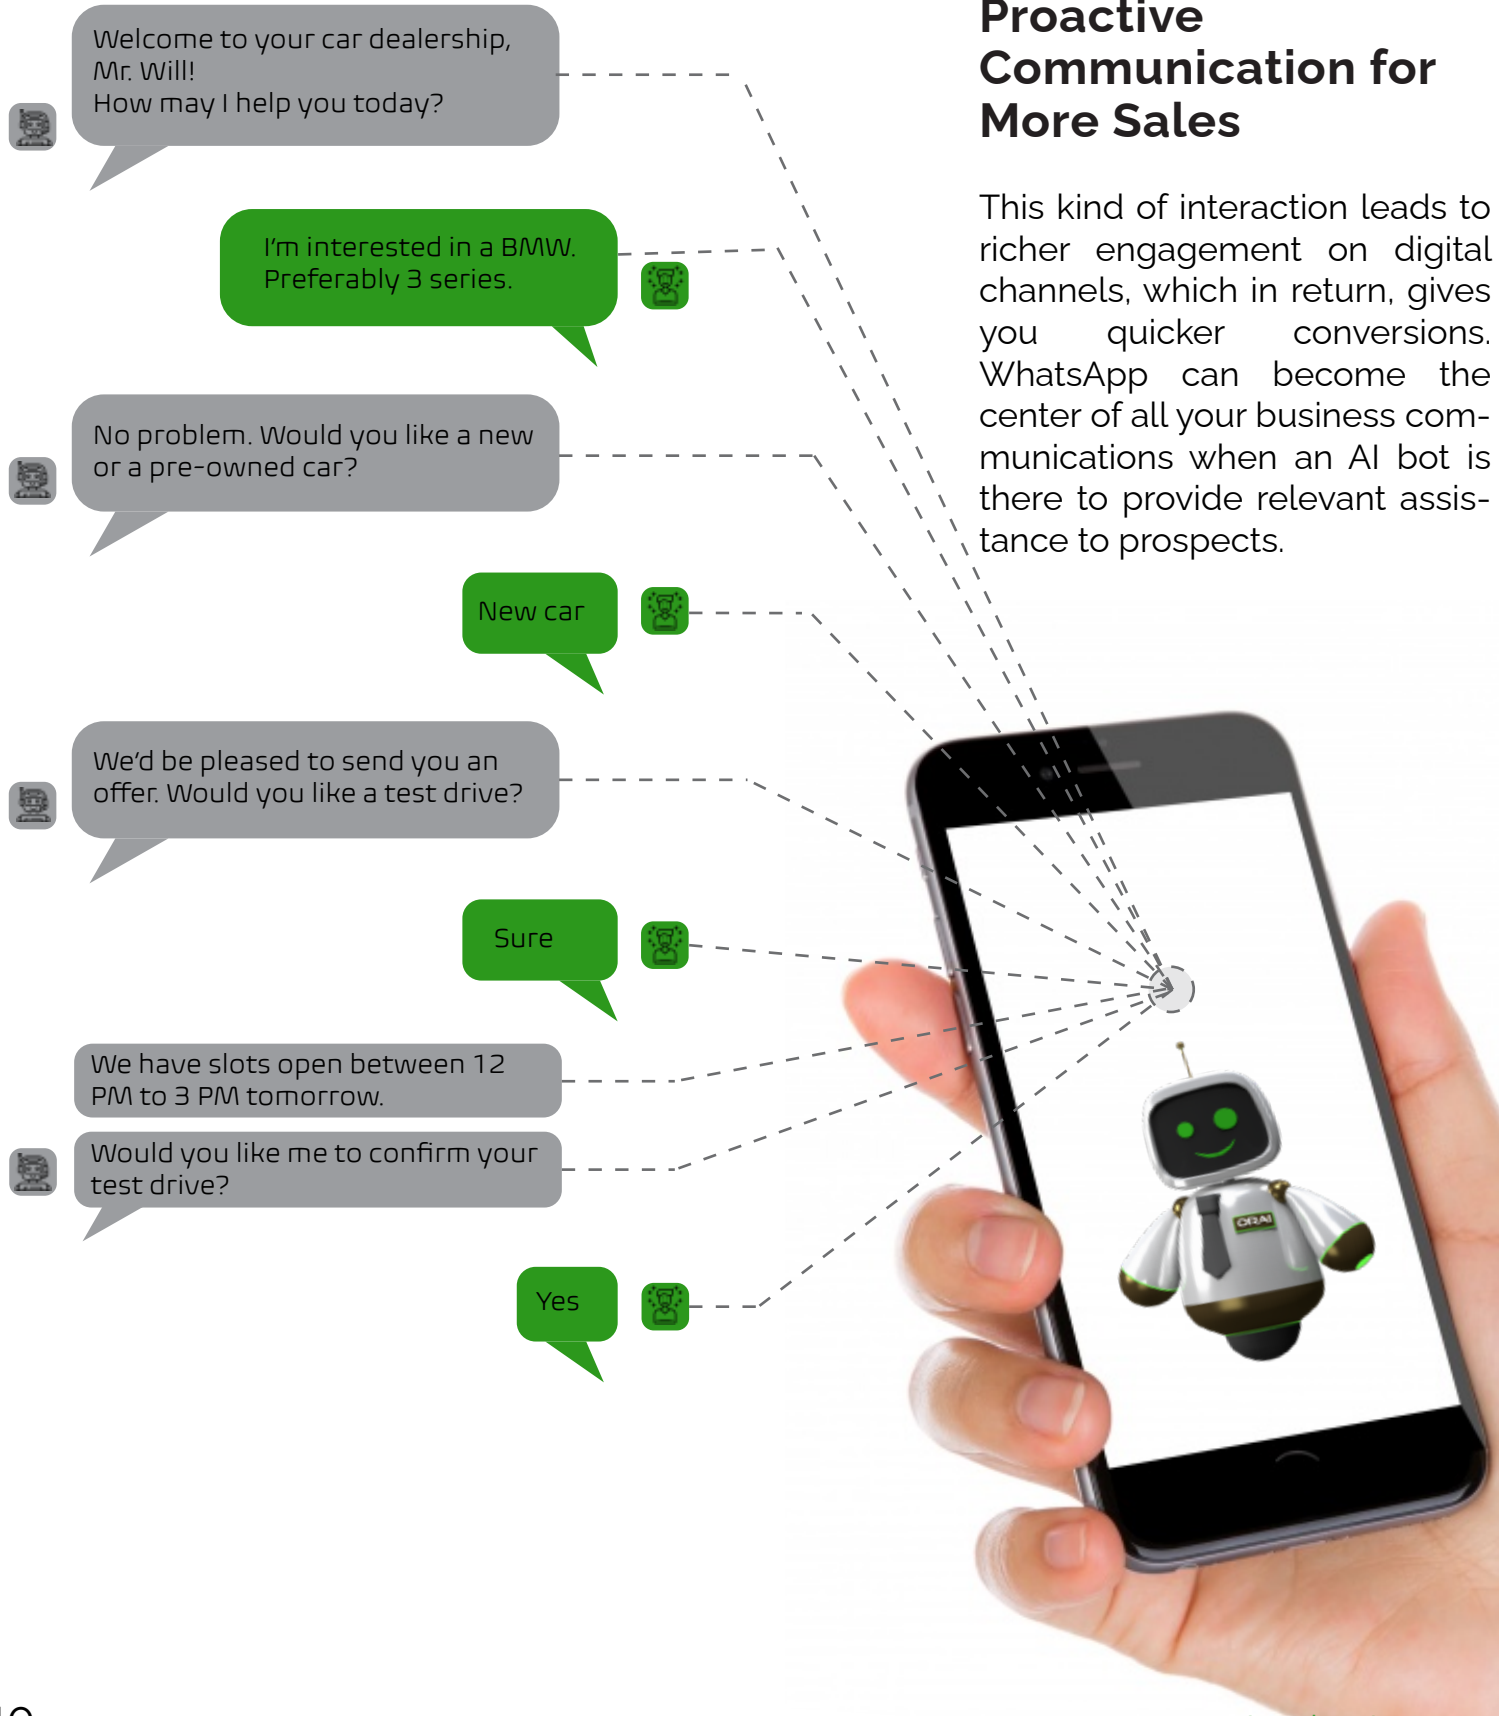 Welcome to your car dealership,
Mr. Will!
How may I help you today?
I'm interested in a BMW.
Preferably 3 series.
No problem. Would you like a new
or a pre-owned car?
New car
We'd be pleased to send you an
offer. Would you like a test drive?
Sure
We have slots open between 12
PM to 3 PM tomorrow.
Would you like me to confirm your
test drive?
Yes
Proactive
Communication for
More Sales
This kind of interaction leads to
richer engagement on digital
channels, which in return, gives
you quicker conversions.
WhatsApp can become the
center of all your business com-
munications when an AI bot is
there to provide relevant assis-
tance to prospects.
ORAI